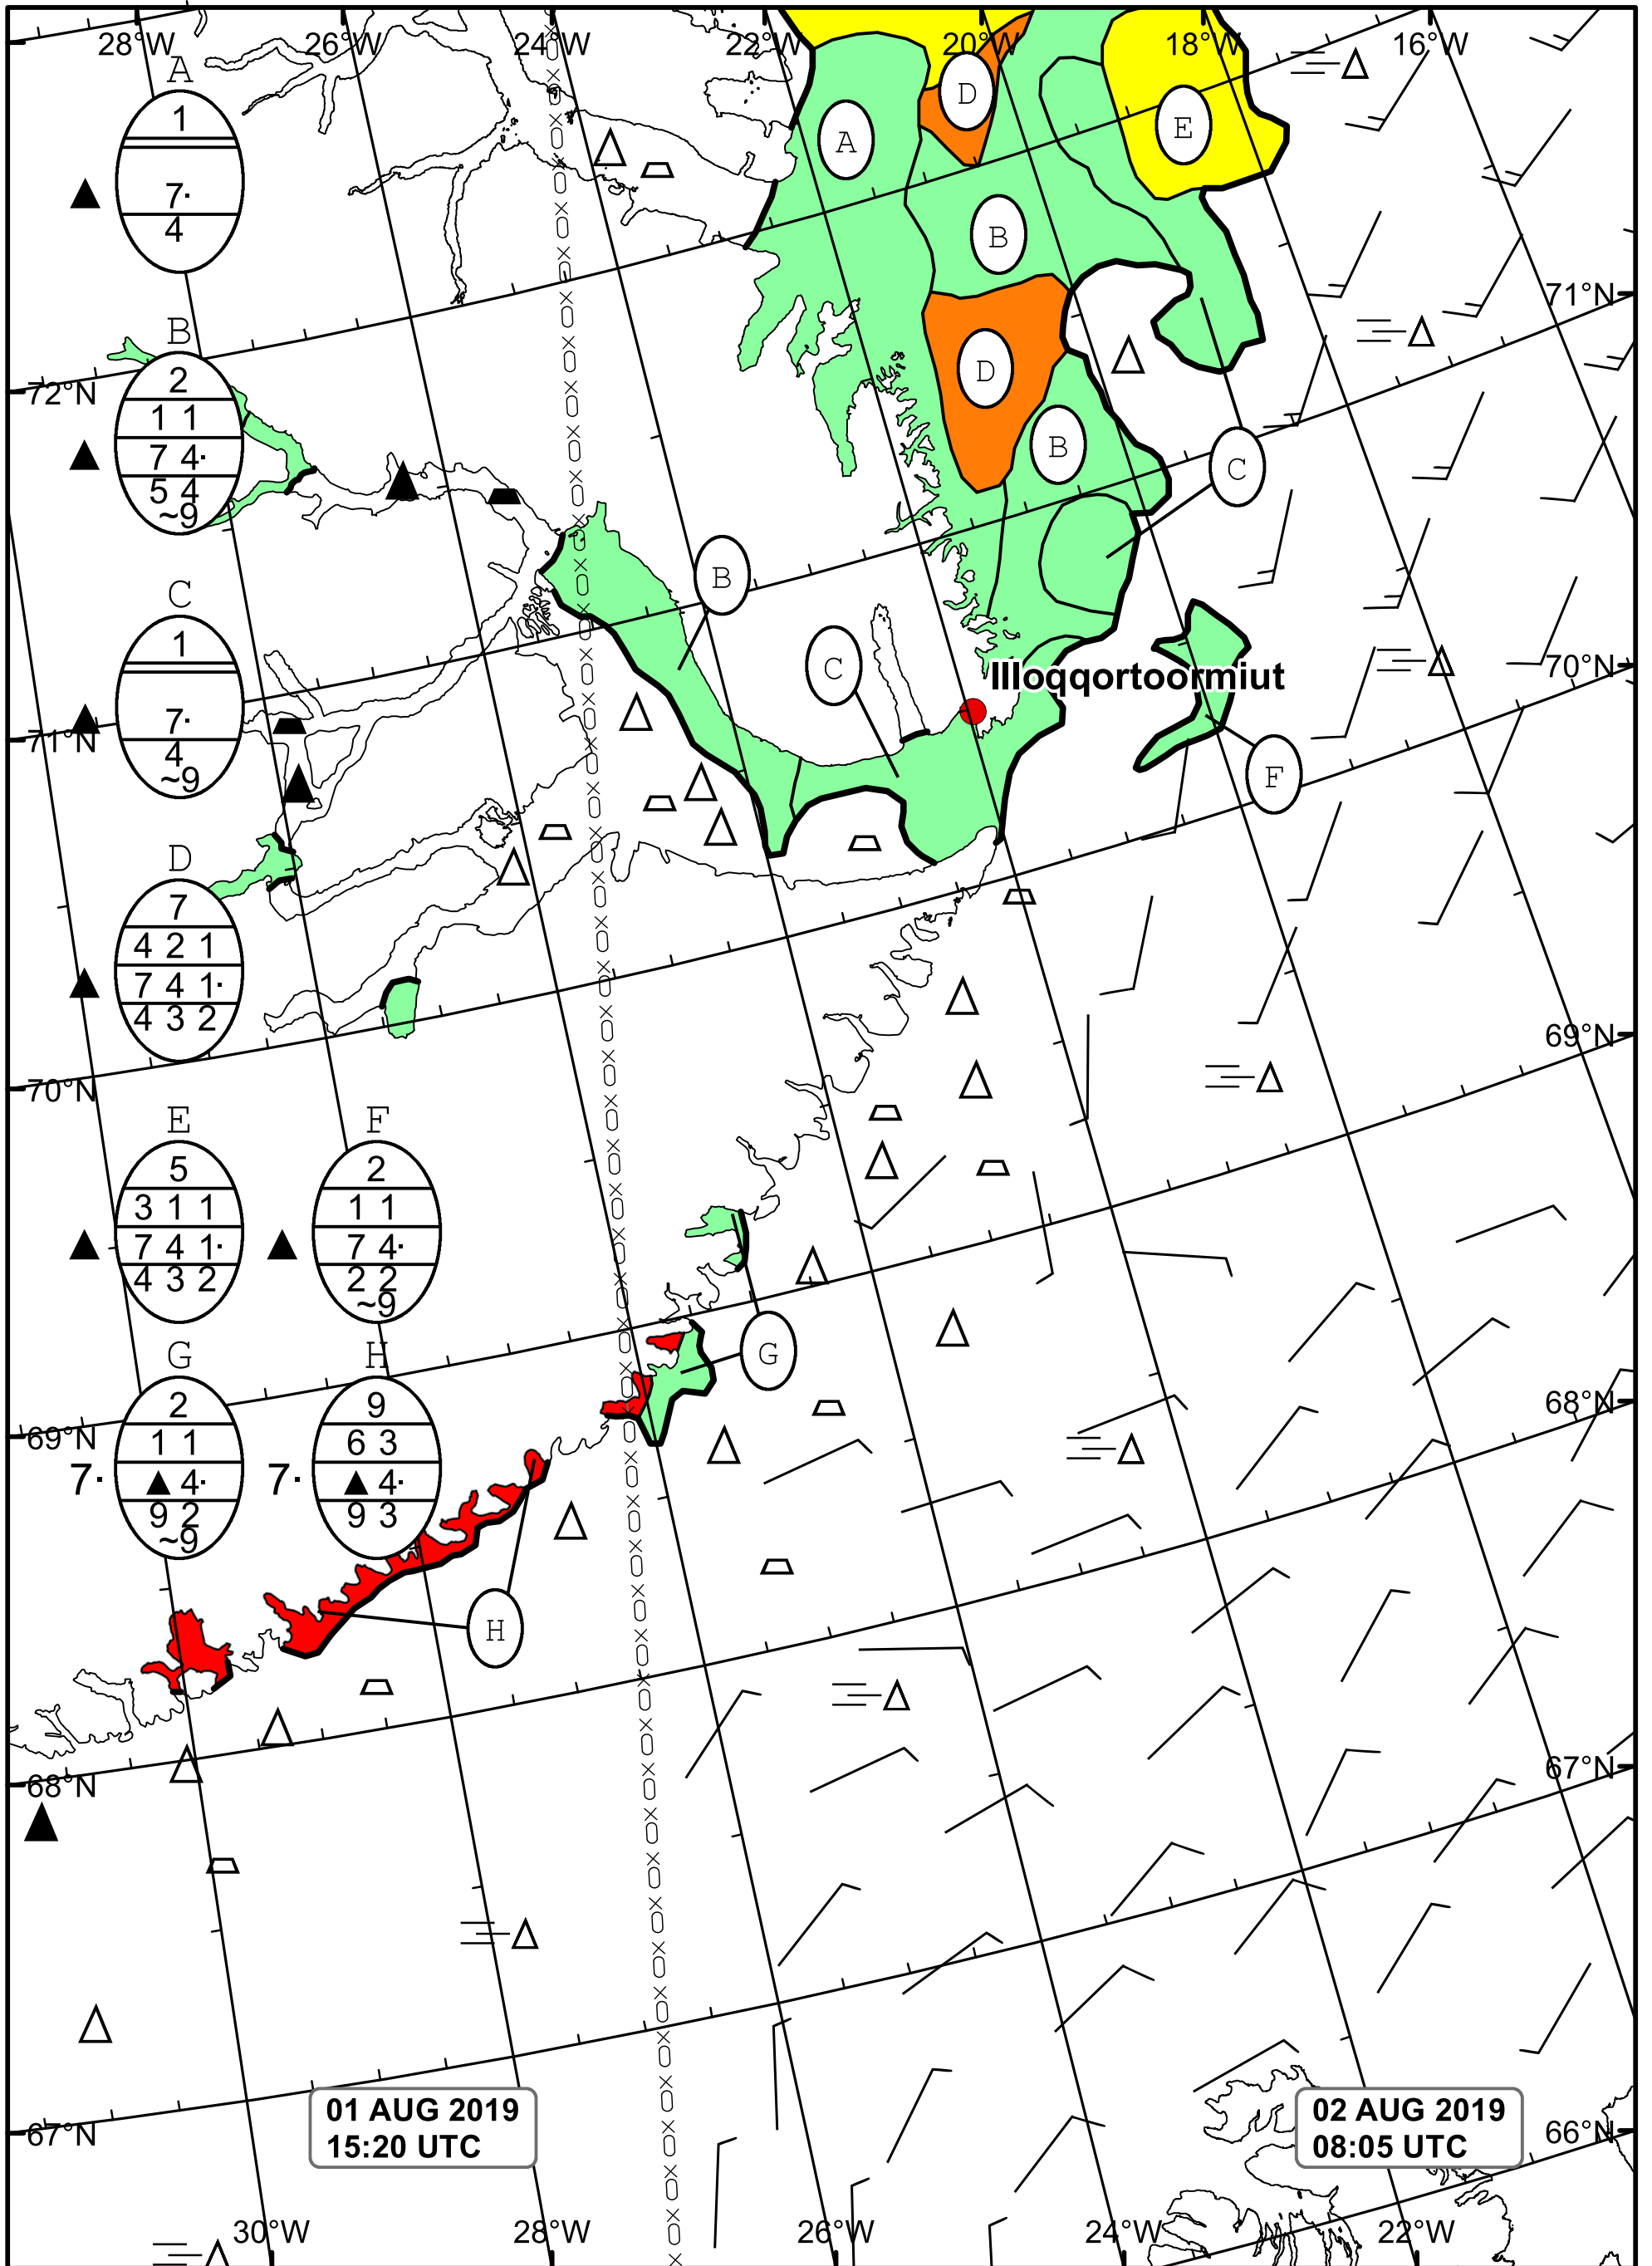 28°W 26°W 24°W 22°W 20°W 18°W 16°W
A
1
7·
4
A
D
E
B
71°N
B
2
1 1
7 4·
5 4
~9
72°N
D
B
C
C
1
7·
4
~9
71°N
B
C
Illoqqortoormiut
70°N
F
D
7
4 2 1
7 4 1·
4 3 2
70°N
69°N
E
5
3 1 1
7 4 1·
4 3 2
F
2
1 1
7 4·
2 2
~9
G
G
2
1 1
7· ▲ 4·
9 2
~9
H
9
6 3
7· ▲ 4·
9 3
69°N
68°N
H
68°N
67°N
01 AUG 2019
15:20 UTC
02 AUG 2019
08:05 UTC
67°N
66°N
30°W 28°W 26°W 24°W 22°W